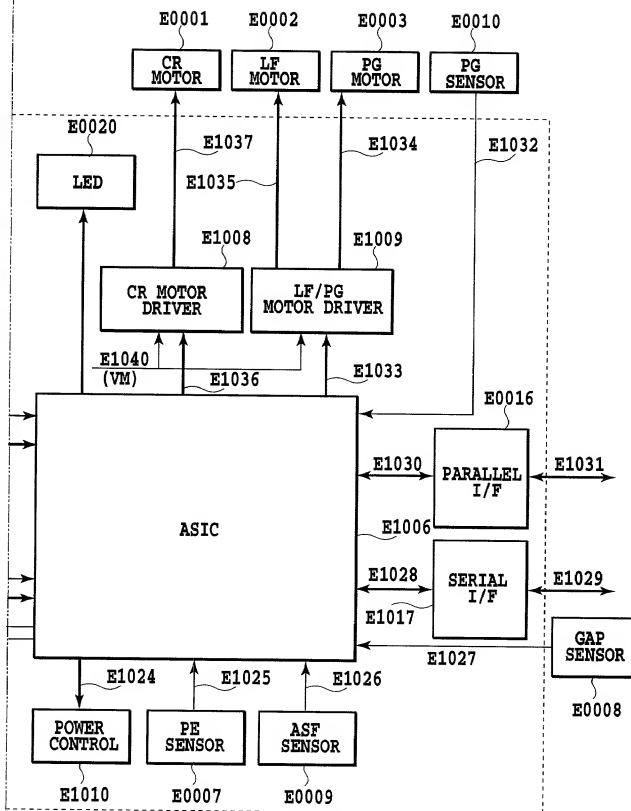 E0001 E0002 E0003 E0010
CR
MOTOR
LF
MOTOR
PG
MOTOR
PG
SENSOR
E0020
E1037
E1034
E1032
LED
E1035
E1008
E1009
CR MOTOR
DRIVER
LF/PG
MOTOR DRIVER
E1040
(VM)
E1036
E1033
E0016
E1030
PARALLEL
I/F
E1031
ASIC
E1006
E1028
SERIAL
I/F
E1029
E1017
GAP
SENSOR
E1027
E1024
E1025
E1026
E0008
POWER
CONTROL
PE
SENSOR
ASF
SENSOR
E1010 E0007 E0009